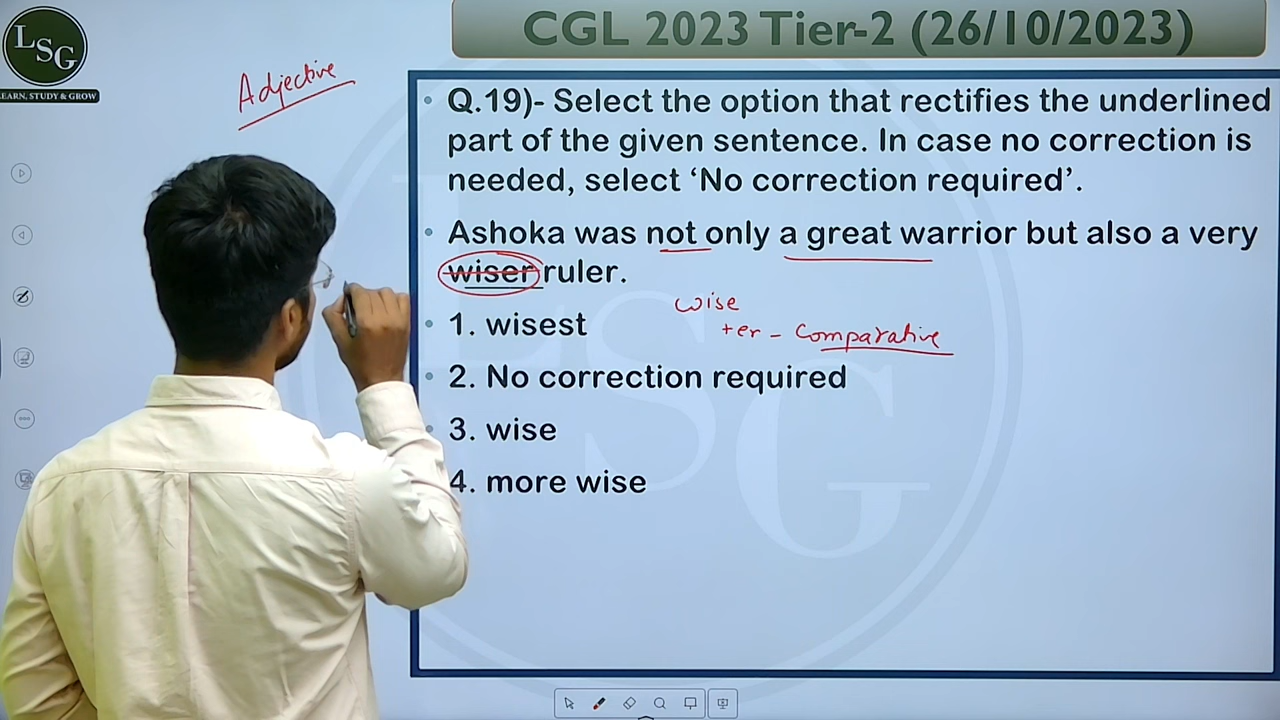 LSG
LEARN, STUDY & GROW
CGL 2023 Tier-2 (26/10/2023)
Adjective
• Q.19)- Select the option that rectifies the underlined
part of the given sentence. In case no correction is
needed, select ‘No correction required’.
• Ashoka was not only a great warrior but also a very
wiser ruler.
wise
+er - Comparative
• 1. wisest
• 2. No correction required
• 3. wise
4. more wise